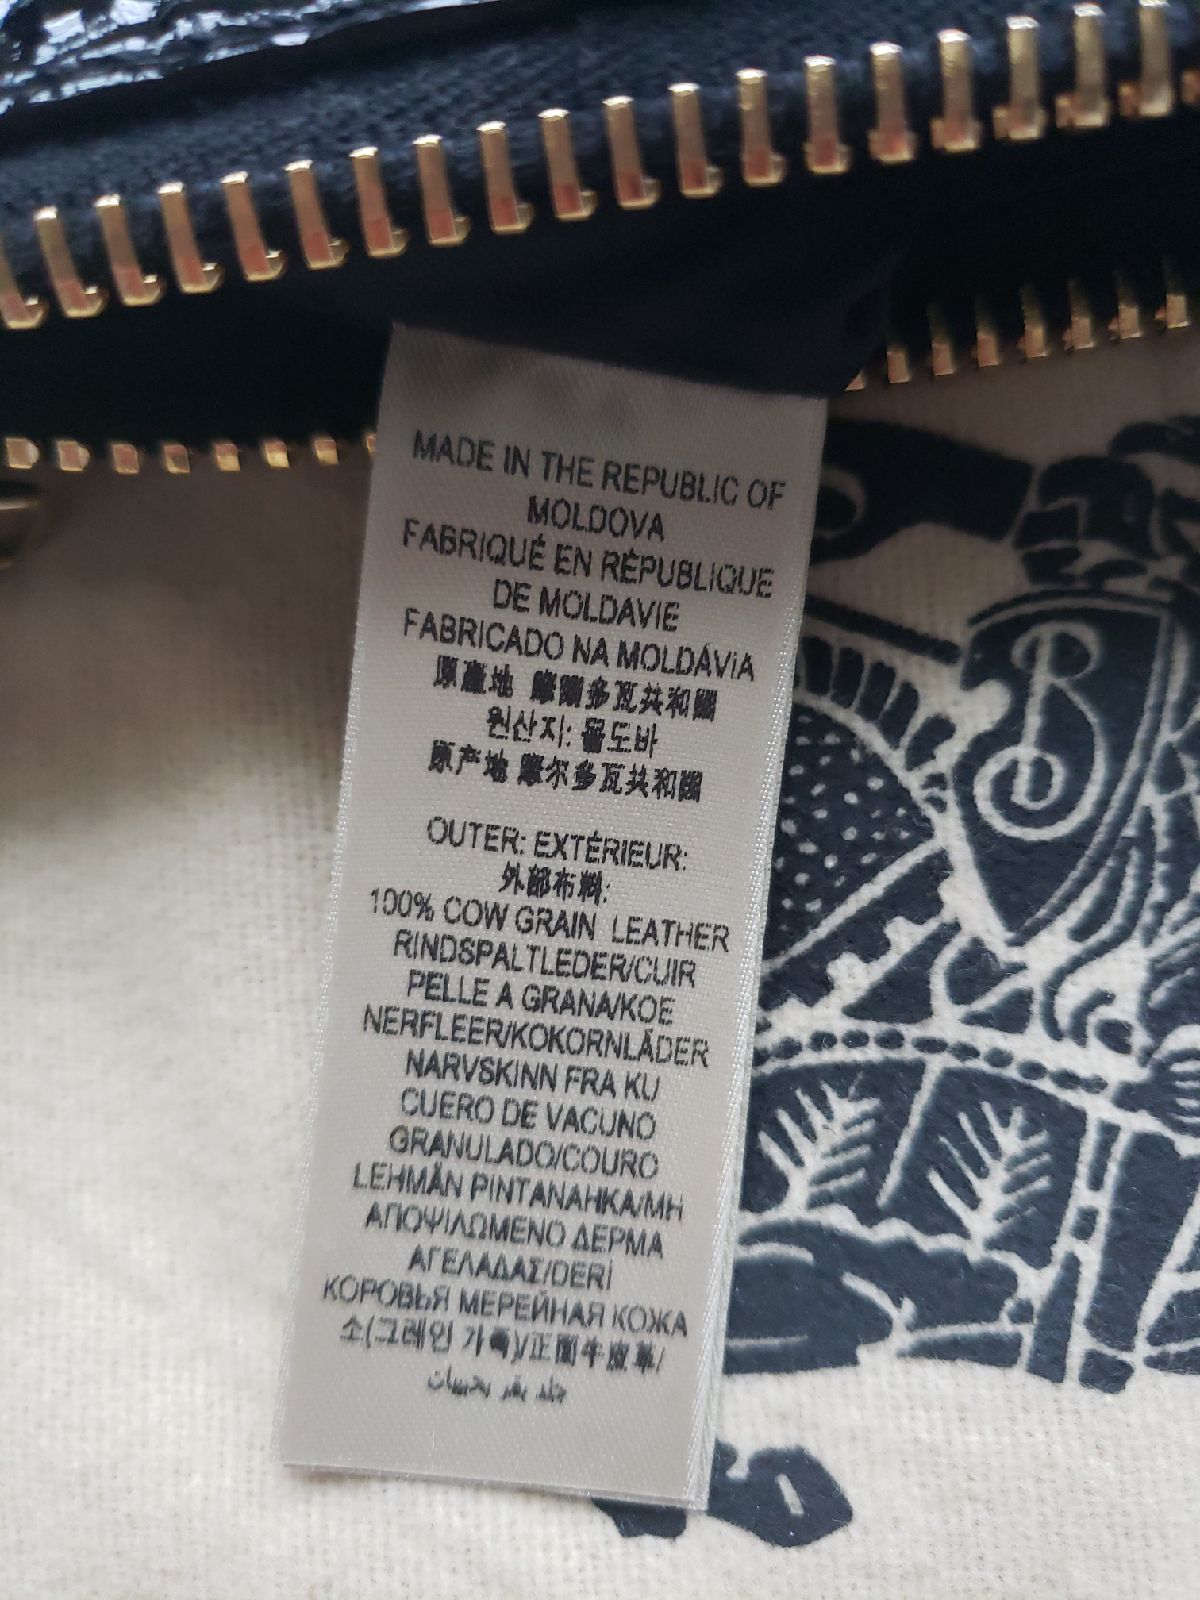 MADE IN THE REPUBLIC OF
MOLDOVA
FABRIQUÉ EN RÉPUBLIQUE
DE MOLDAVIE
FABRICADO NA MOLDÁViA
原産地 摩爾多瓦共和國
원산지: 몰도바
原产地 摩尔多瓦共和國
OUTER: EXTÉRIEUR:
外部布料:
100% COW GRAIN LEATHER
RINDSPALTLEDER/CUIR
PELLE A GRANA/KOE
NERFLEER/KOKORNLÄDER
NARVSKINN FRA KU
CUERO DE VACUNO
GRANULADO/COURO
LEHMÄN PINTANAHKA/MH
ΑΠΟΨΙΛΩΜΕΝΟ ΔΕΡΜΑ
ΑΓΕΛΑΔΑΣ/DERİ
КОРОВЬЯ МЕРЕЙНАЯ КОЖА
소(그레인 가죽)/正面牛皮革/
جلد بقر
B